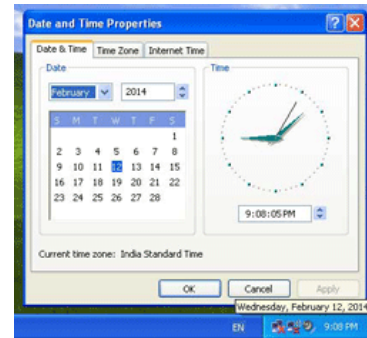 Date and Time Properties
Date & Time
Time Zone
Internet Time
Date
Time
February
2014
S M T W T F S
1
2 3 4 5 6 7 8
9 10 11 12 13 14 15
16 17 18 19 20 21 22
23 24 25 26 27 28
9:08:05 PM
Current time zone: India Standard Time
OK
Cancel
Apply
Wednesday, February 12, 2014
EN
9:08 PM